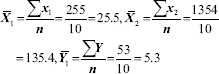 X̄₁ = ∑x₁/n = 255/10 = 25.5, X̄₂ = ∑x₂/n = 1354/10
= 135.4, Ȳ₁ = ∑Y/n = 53/10 = 5.3